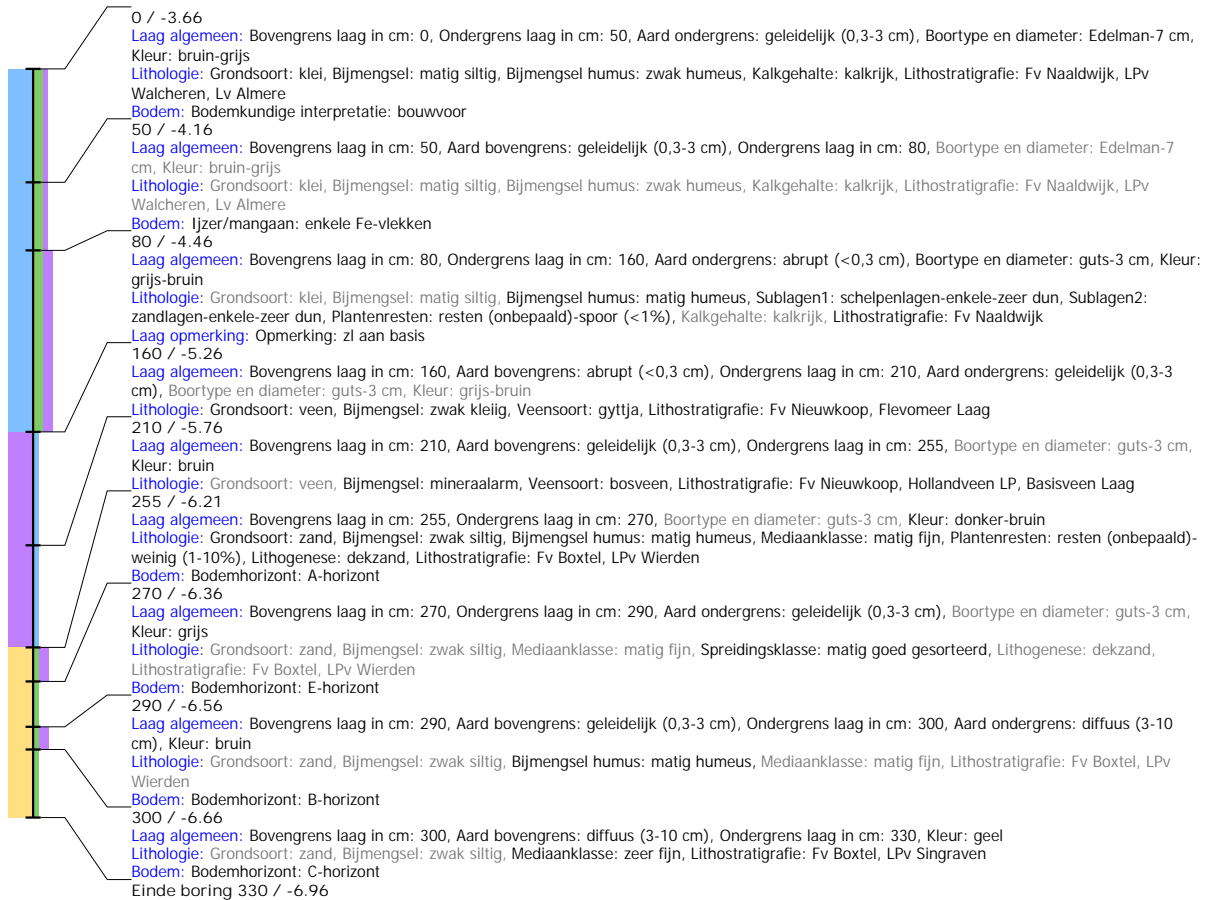 0 / -3.66
Laag algemeen: Bovengrens laag in cm: 0, Ondergrens laag in cm: 50, Aard ondergrens: geleidelijk (0,3-3 cm), Boortype en diameter: Edelman-7 cm,
Kleur: bruin-grijs
Lithologie: Grondsoort: klei, Bijmengsel: matig siltig, Bijmengsel humus: zwak humeus, Kalkgehalte: kalkrijk, Lithostratigrafie: Fv Naaldwijk, LPv
Walcheren, Lv Almere
Bodem: Bodemkundige interpretatie: bouwvoor
50 / -4.16
Laag algemeen: Bovengrens laag in cm: 50, Aard bovengrens: geleidelijk (0,3-3 cm), Ondergrens laag in cm: 80, Boortype en diameter: Edelman-7
cm, Kleur: bruin-grijs
Lithologie: Grondsoort: klei, Bijmengsel: matig siltig, Bijmengsel humus: zwak humeus, Kalkgehalte: kalkrijk, Lithostratigrafie: Fv Naaldwijk, LPv
Walcheren, Lv Almere
Bodem: Ijzer/mangaan: enkele Fe-vlekken
80 / -4.46
Laag algemeen: Bovengrens laag in cm: 80, Ondergrens laag in cm: 160, Aard ondergrens: abrupt (<0,3 cm), Boortype en diameter: guts-3 cm, Kleur:
grijs-bruin
Lithologie: Grondsoort: klei, Bijmengsel: matig siltig, Bijmengsel humus: matig humeus, Sublagen1: schelpenlagen-enkele-zeer dun, Sublagen2:
zandlagen-enkele-zeer dun, Plantenresten: resten (onbepaald)-spoor (<1%), Kalkgehalte: kalkrijk, Lithostratigrafie: Fv Naaldwijk
Laag opmerking: Opmerking: zl aan basis
160 / -5.26
Laag algemeen: Bovengrens laag in cm: 160, Aard bovengrens: abrupt (<0,3 cm), Ondergrens laag in cm: 210, Aard ondergrens: geleidelijk (0,3-3
cm), Boortype en diameter: guts-3 cm, Kleur: grijs-bruin
Lithologie: Grondsoort: veen, Bijmengsel: zwak kleiig, Veensoort: gyttja, Lithostratigrafie: Fv Nieuwkoop, Flevomeer Laag
210 / -5.76
Laag algemeen: Bovengrens laag in cm: 210, Aard bovengrens: geleidelijk (0,3-3 cm), Ondergrens laag in cm: 255, Boortype en diameter: guts-3 cm,
Kleur: bruin
Lithologie: Grondsoort: veen, Bijmengsel: mineraalarm, Veensoort: bosveen, Lithostratigrafie: Fv Nieuwkoop, Hollandveen LP, Basisveen Laag
255 / -6.21
Laag algemeen: Bovengrens laag in cm: 255, Ondergrens laag in cm: 270, Boortype en diameter: guts-3 cm, Kleur: donker-bruin
Lithologie: Grondsoort: zand, Bijmengsel: zwak siltig, Bijmengsel humus: matig humeus, Mediaanklasse: matig fijn, Plantenresten: resten (onbepaald)-
weinig (1-10%), Lithogenese: dekzand, Lithostratigrafie: Fv Boxtel, LPv Wierden
Bodem: Bodemhorizont: A-horizont
270 / -6.36
Laag algemeen: Bovengrens laag in cm: 270, Ondergrens laag in cm: 290, Aard ondergrens: geleidelijk (0,3-3 cm), Boortype en diameter: guts-3 cm,
Kleur: grijs
Lithologie: Grondsoort: zand, Bijmengsel: zwak siltig, Mediaanklasse: matig fijn, Spreidingsklasse: matig goed gesorteerd, Lithogenese: dekzand,
Lithostratigrafie: Fv Boxtel, LPv Wierden
Bodem: Bodemhorizont: E-horizont
290 / -6.56
Laag algemeen: Bovengrens laag in cm: 290, Aard bovengrens: geleidelijk (0,3-3 cm), Ondergrens laag in cm: 300, Aard ondergrens: diffuus (3-10
cm), Kleur: bruin
Lithologie: Grondsoort: zand, Bijmengsel: zwak siltig, Bijmengsel humus: matig humeus, Mediaanklasse: matig fijn, Lithostratigrafie: Fv Boxtel, LPv
Wierden
Bodem: Bodemhorizont: B-horizont
300 / -6.66
Laag algemeen: Bovengrens laag in cm: 300, Aard bovengrens: diffuus (3-10 cm), Ondergrens laag in cm: 330, Kleur: geel
Lithologie: Grondsoort: zand, Bijmengsel: zwak siltig, Mediaanklasse: zeer fijn, Lithostratigrafie: Fv Boxtel, LPv Singraven
Bodem: Bodemhorizont: C-horizont
Einde boring 330 / -6.96